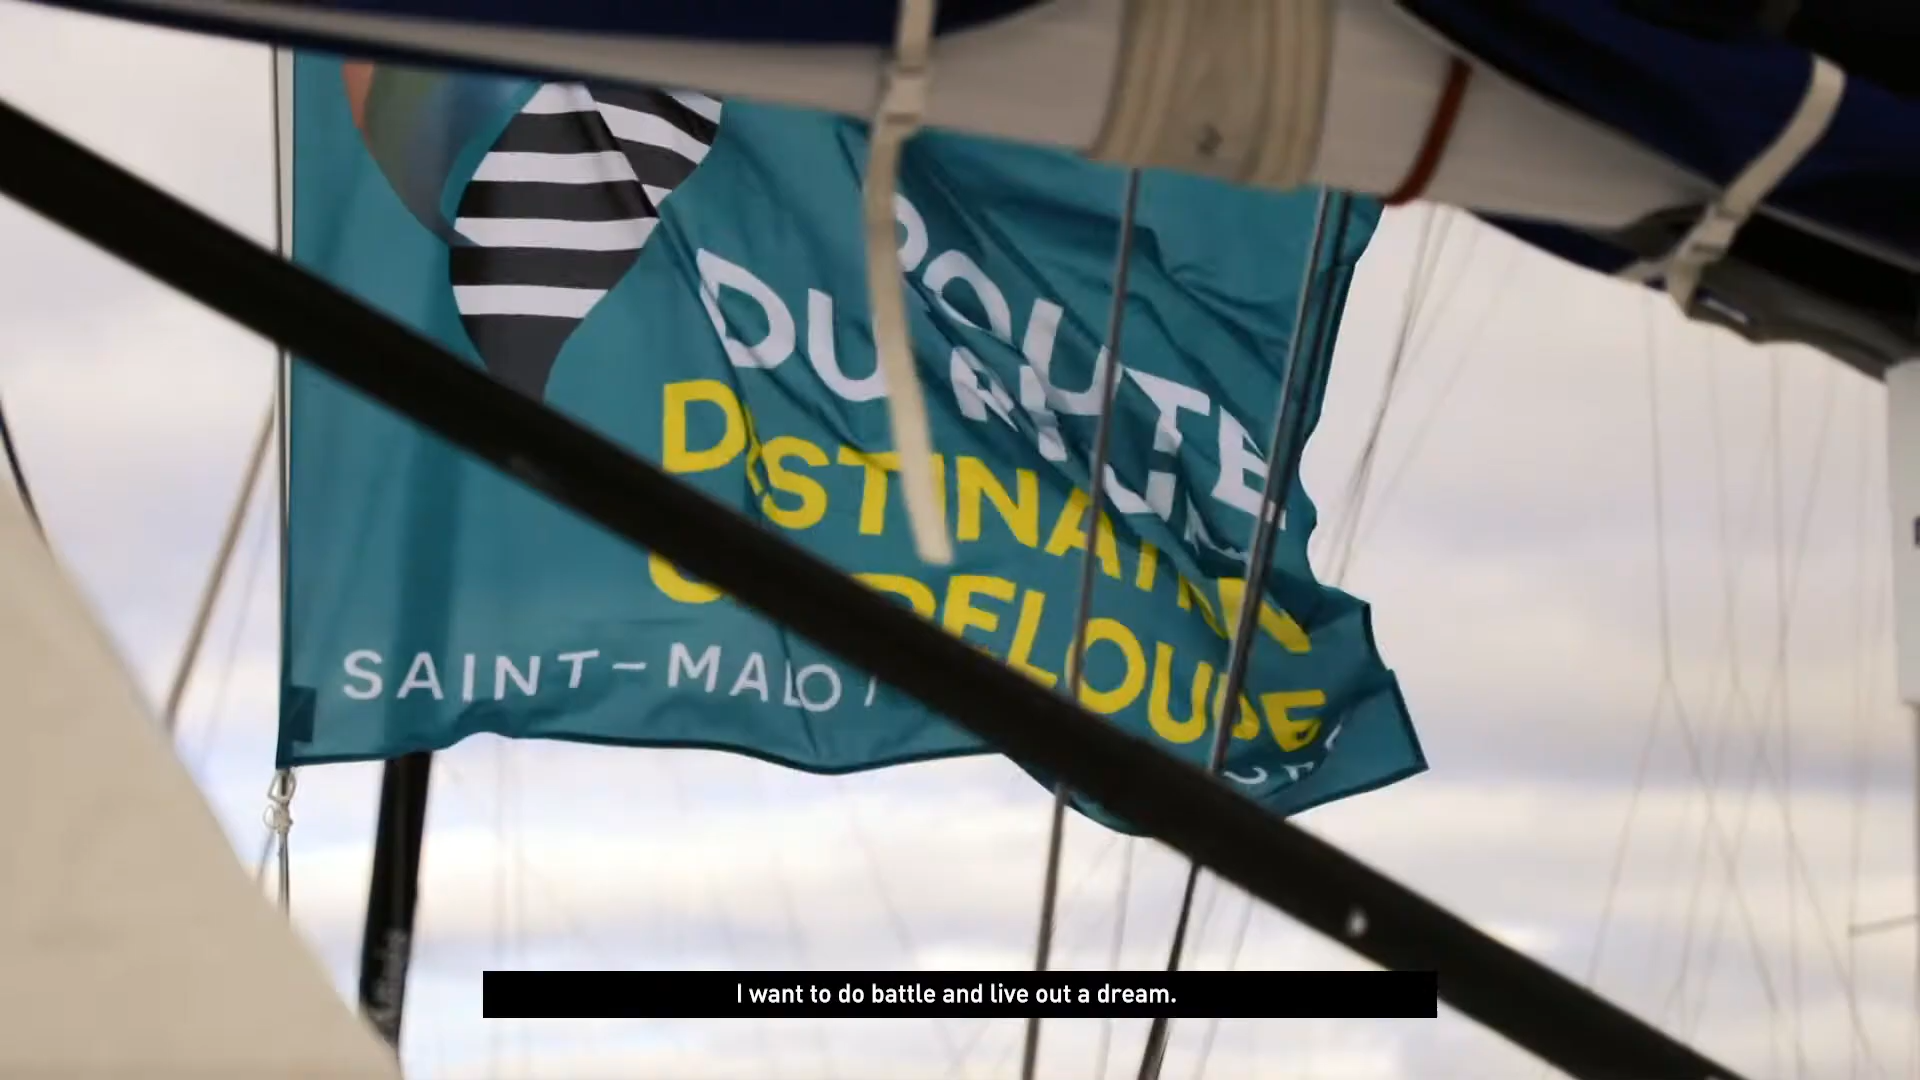 ROUTE
DU RHUM
DESTINATION
GUADELOUPE
SAINT-MALO
I want to do battle and live out a dream.